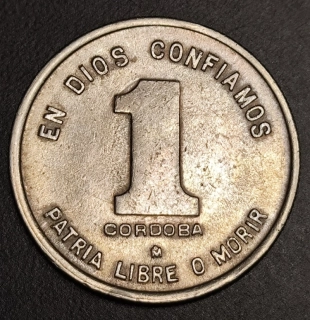 EN DIOS CONFIAMOS
1
CORDOBA
M
PATRIA LIBRE O MORIR